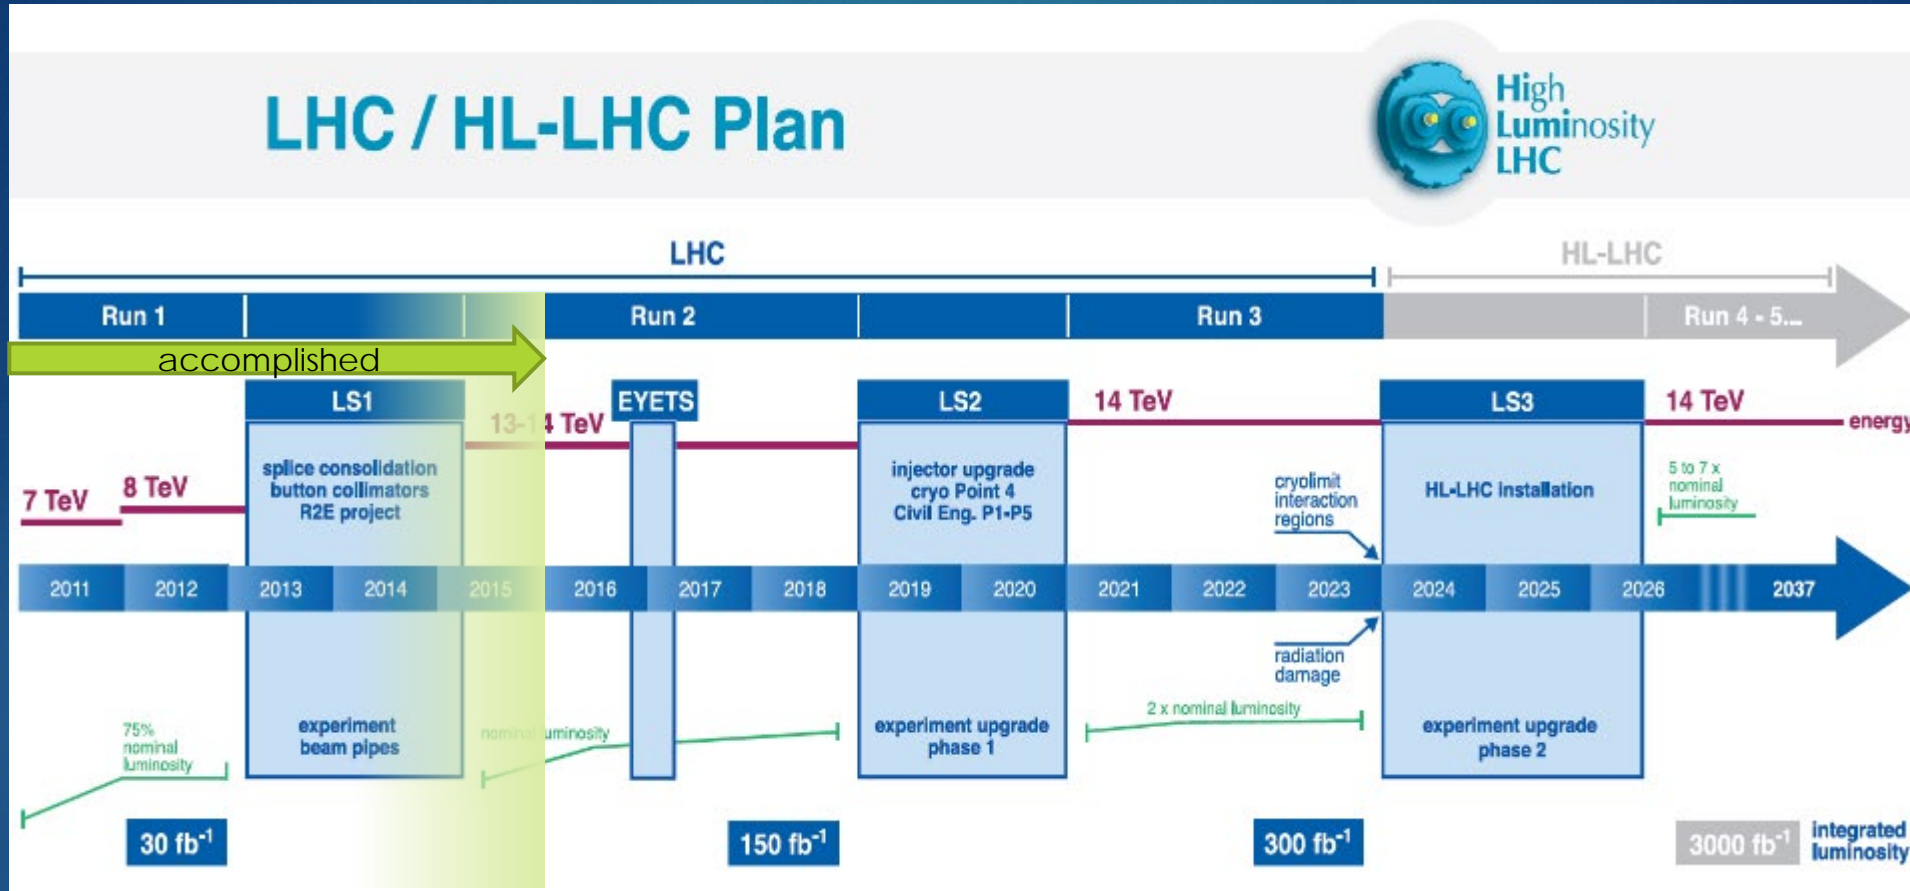 LHC / HL-LHC Plan
High
Luminosity
LHC
LHC
HL-LHC
Run 1
Run 2
Run 3
Run 4 - 5...
accomplished
LS1
EYETS
LS2
LS3
7 TeV
8 TeV
13-14 TeV
14 TeV
14 TeV
energy
splice consolidation
button collimators
R2E project
injector upgrade
cryo Point 4
Civil Eng. P1-P5
cryolimit
interaction
regions
HL-LHC installation
5 to 7 x
nominal
luminosity
2011 2012 2013 2014 2015 2016 2017 2018 2019 2020 2021 2022 2023 2024 2025 2026 2037
75%
nominal
luminosity
experiment
beam pipes
nominal luminosity
experiment upgrade
phase 1
2 x nominal luminosity
radiation
damage
experiment upgrade
phase 2
30 fb⁻¹
150 fb⁻¹
300 fb⁻¹
3000 fb⁻¹
integrated
luminosity